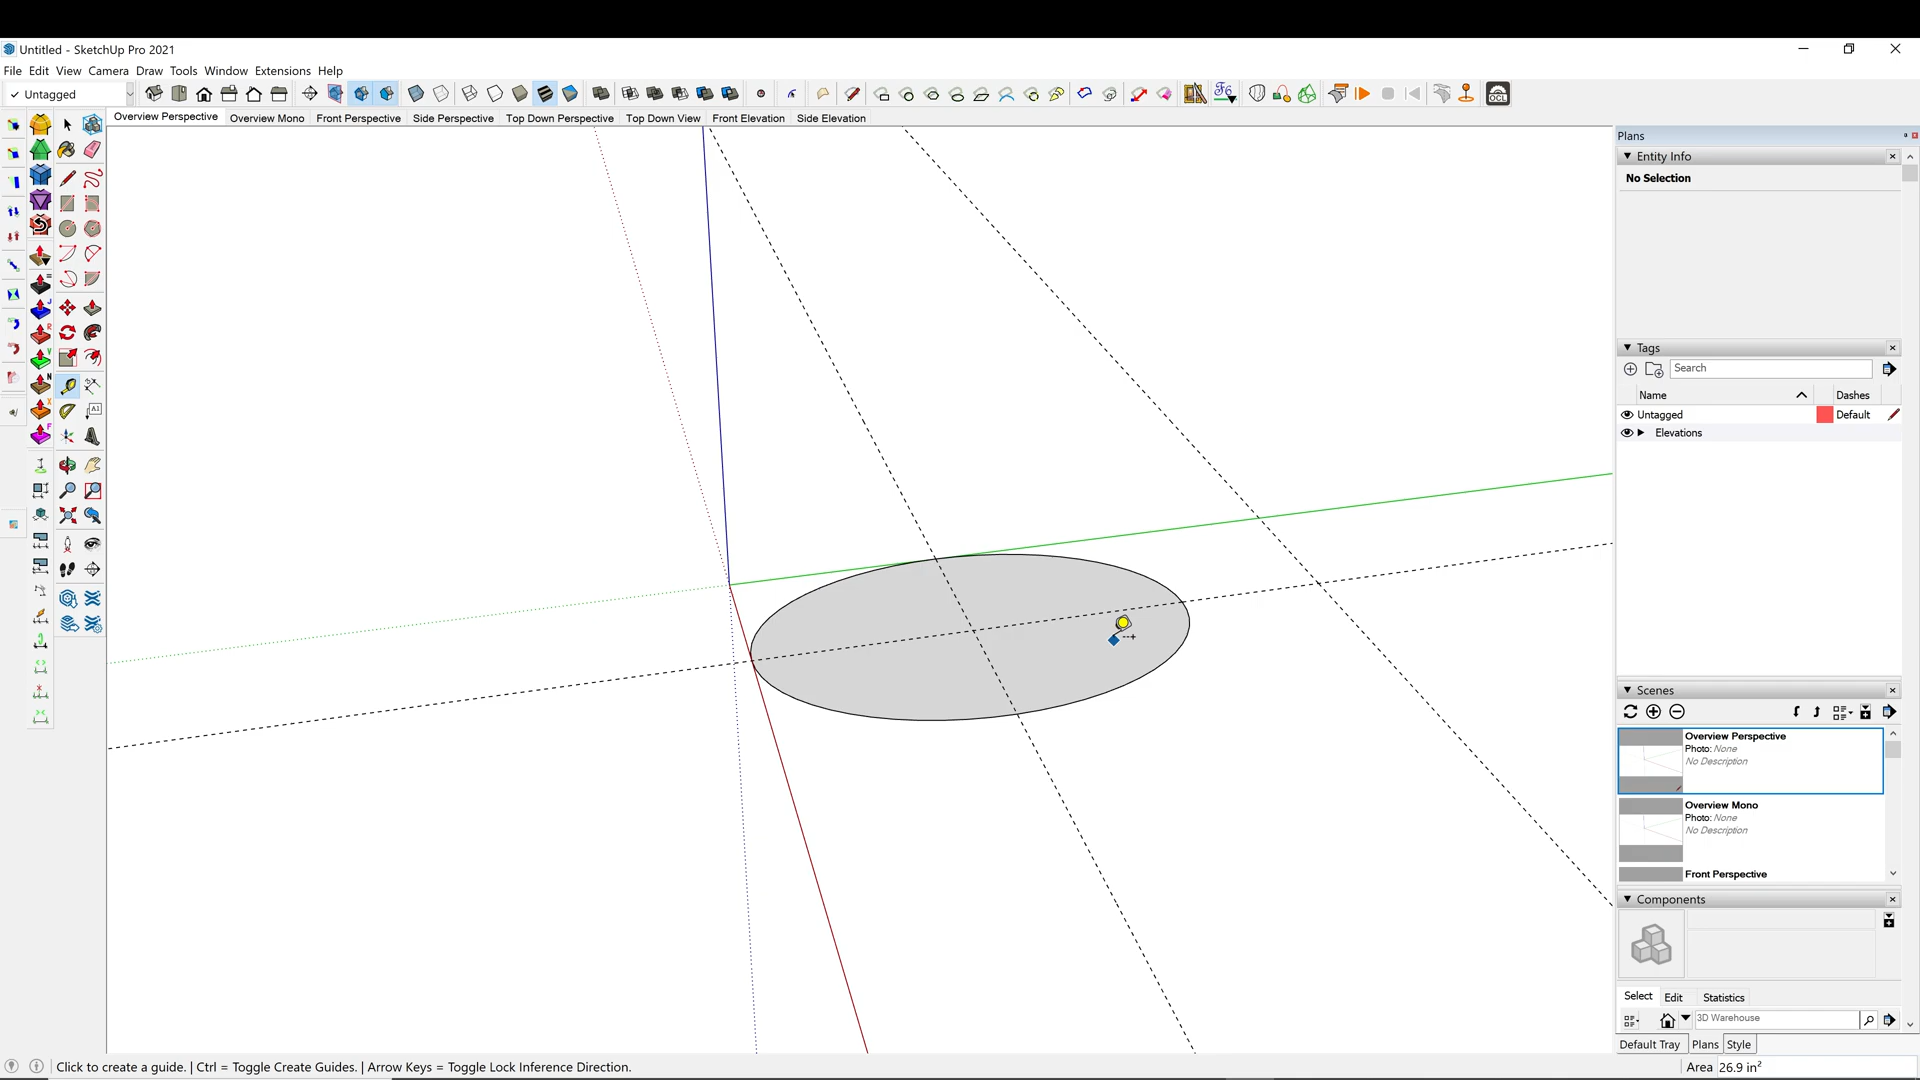 Untitled - SketchUp Pro 2021
File Edit View Camera Draw Tools Window Extensions Help
✓ Untagged
OCL
Overview Perspective Overview Mono Front Perspective Side Perspective Top Down Perspective Top Down View Front Elevation Side Elevation
Plans
Entity Info
No Selection
Tags
Search
Name Dashes
Untagged Default
Elevations
Scenes
Overview Perspective
Photo: None
No Description
Overview Mono
Photo: None
No Description
Front Perspective
Components
Select Edit Statistics
3D Warehouse
Default Tray Plans Style
Click to create a guide. | Ctrl = Toggle Create Guides. | Arrow Keys = Toggle Lock Inference Direction.
Area 26.9 in²